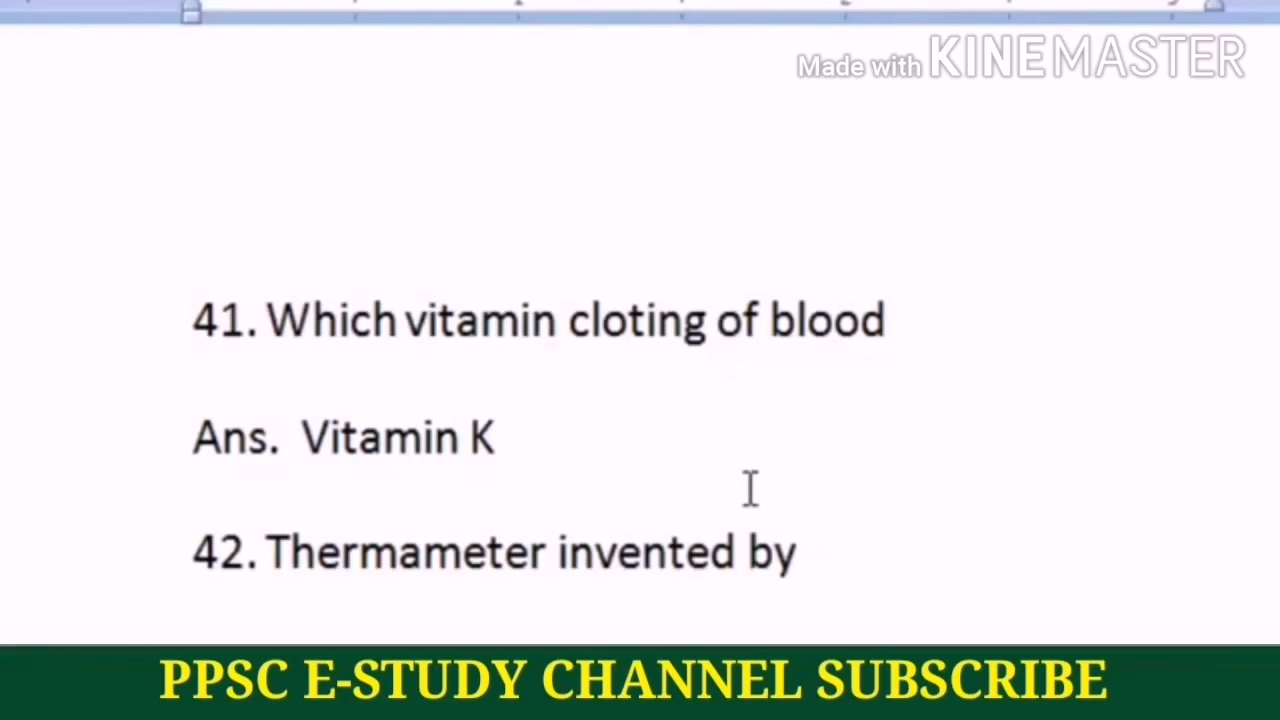 Made with KINEMASTER
41. Which vitamin cloting of blood
Ans. Vitamin K
42. Thermameter invented by
PPSC E-STUDY CHANNEL SUBSCRIBE